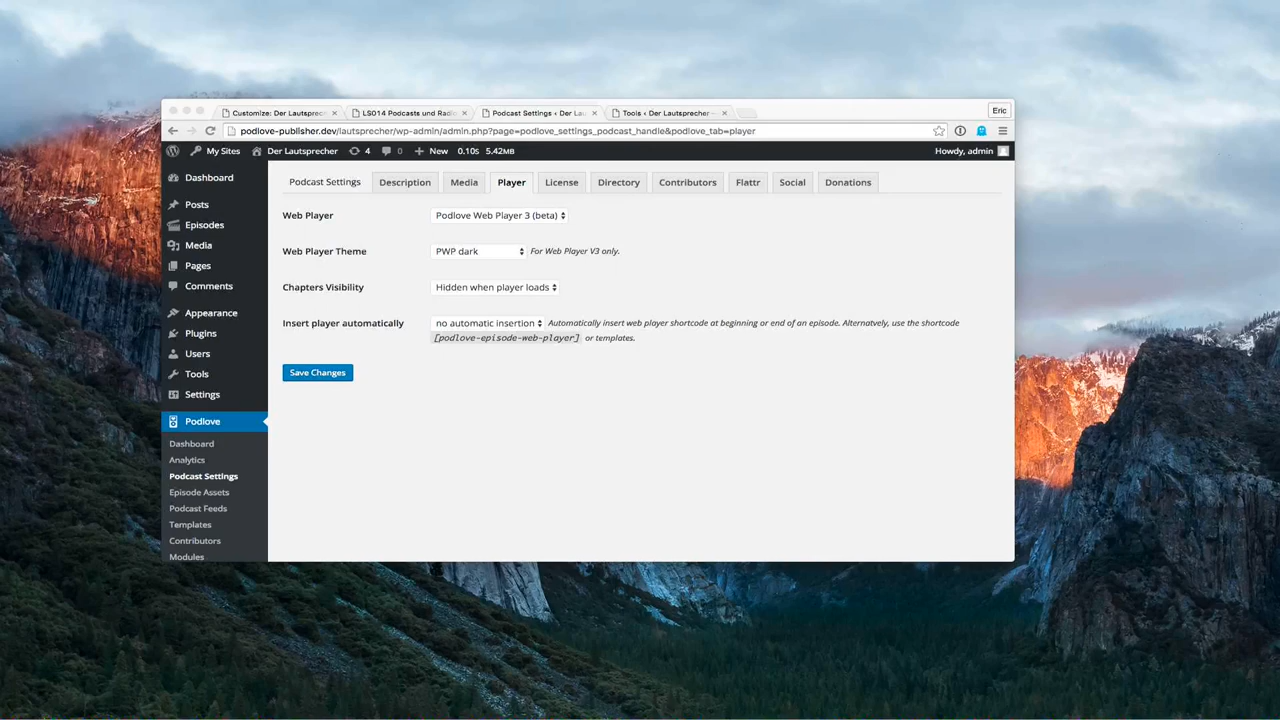 Customize: Der Lautsprecher
LS014 Podcasts und Radio
Podcast Settings ‹ Der Lau
Tools ‹ Der Lautsprecher —
Eric
podlove-publisher.dev/lautsprecher/wp-admin/admin.php?page=podlove_settings_podcast_handle&podlove_tab=player
My Sites
Der Lautsprecher
4
0
New
0.10s 5.42MB
Howdy, admin
Dashboard
Posts
Episodes
Media
Pages
Comments
Appearance
Plugins
Users
Tools
Settings
Podlove
Dashboard
Analytics
Podcast Settings
Episode Assets
Podcast Feeds
Templates
Contributors
Modules
Podcast Settings
Description
Media
Player
License
Directory
Contributors
Flattr
Social
Donations
Web Player
Podlove Web Player 3 (beta)
Web Player Theme
PWP dark
For Web Player V3 only.
Chapters Visibility
Hidden when player loads
Insert player automatically
no automatic insertion
Automatically insert web player shortcode at beginning or end of an episode. Alternatvely, use the shortcode
[podlove-episode-web-player] or templates.
Save Changes